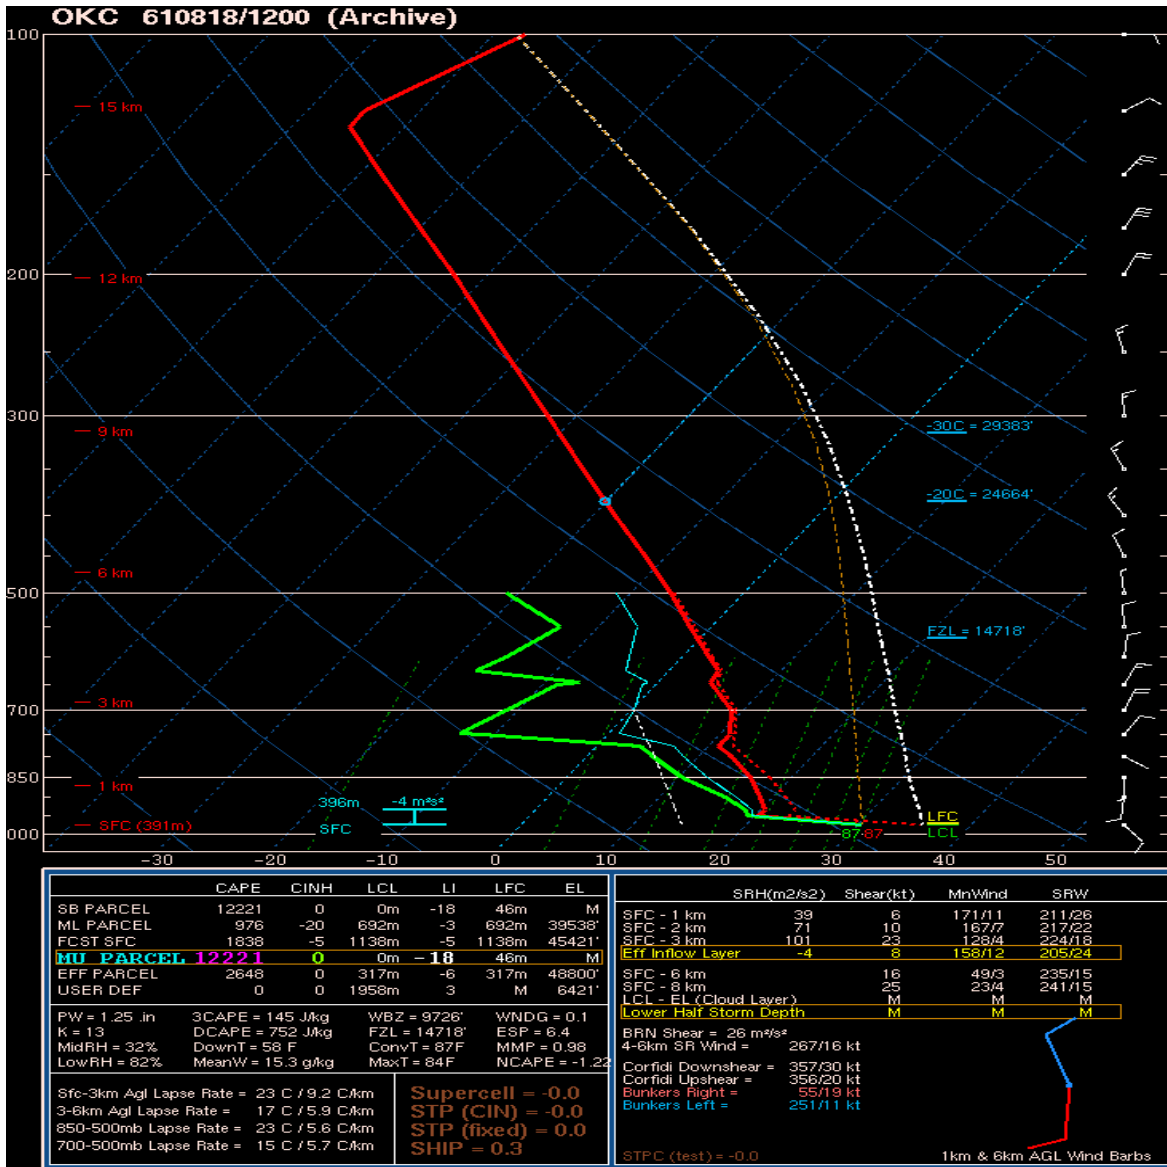 OKC 610818/1200 (Archive)
100
15 km
200
12 km
300
9 km
-30C = 29383'
-20C = 24664'
6 km
500
FZL = 14718'
3 km
700
850
1 km
396m
-4 m²s²
SFC (391m)
SFC
LFC
000
87
87
LCL
-30 -20 -10 0 10 20 30 40 50
CAPE CINH LCL LI LFC EL
SB PARCEL 12221 0 0m -18 46m M
ML PARCEL 976 -20 692m -3 692m 39538'
FCST SFC 1838 -5 1138m -5 1138m 45421'
MU PARCEL 12221 0 0m -18 46m M
EFF PARCEL 2648 0 317m -6 317m 48800'
USER DEF 0 0 1958m 3 M 6421'
PW = 1.25 .in 3CAPE = 145 J/kg WBZ = 9726' WNDG = 0.1
K = 13 DCAPE = 752 J/kg FZL = 14718' ESP = 6.4
MidRH = 32% DownT = 58 F ConvT = 87F MMP = 0.98
LowRH = 82% MeanW = 15.3 g/kg MaxT = 84F NCAPE = -1.22
Sfc-3km Agl Lapse Rate = 23 C / 9.2 C/km
3-6km Agl Lapse Rate = 17 C / 5.9 C/km
850-500mb Lapse Rate = 23 C / 5.6 C/km
700-500mb Lapse Rate = 15 C / 5.7 C/km
Supercell = -0.0
STP (CIN) = -0.0
STP (fixed) = 0.0
SHIP = 0.3
SRH(m2/s2) Shear(kt) MnWind SRW
SFC - 1 km 39 6 171/11 211/26
SFC - 2 km 71 10 167/7 217/22
SFC - 3 km 101 23 128/4 224/18
Eff Inflow Layer -4 8 158/12 205/24
SFC - 6 km 16 49/3 235/15
SFC - 8 km 25 23/4 241/15
LCL - EL (Cloud Layer) M M M
Lower Half Storm Depth M M M
BRN Shear = 26 m²/s²
4-6km SR Wind = 267/16 kt
Corfidi Downshear = 357/30 kt
Corfidi Upshear = 356/20 kt
Bunkers Right = 55/19 kt
Bunkers Left = 251/11 kt
STPC (test) = -0.0
1km & 6km AGL Wind Barbs